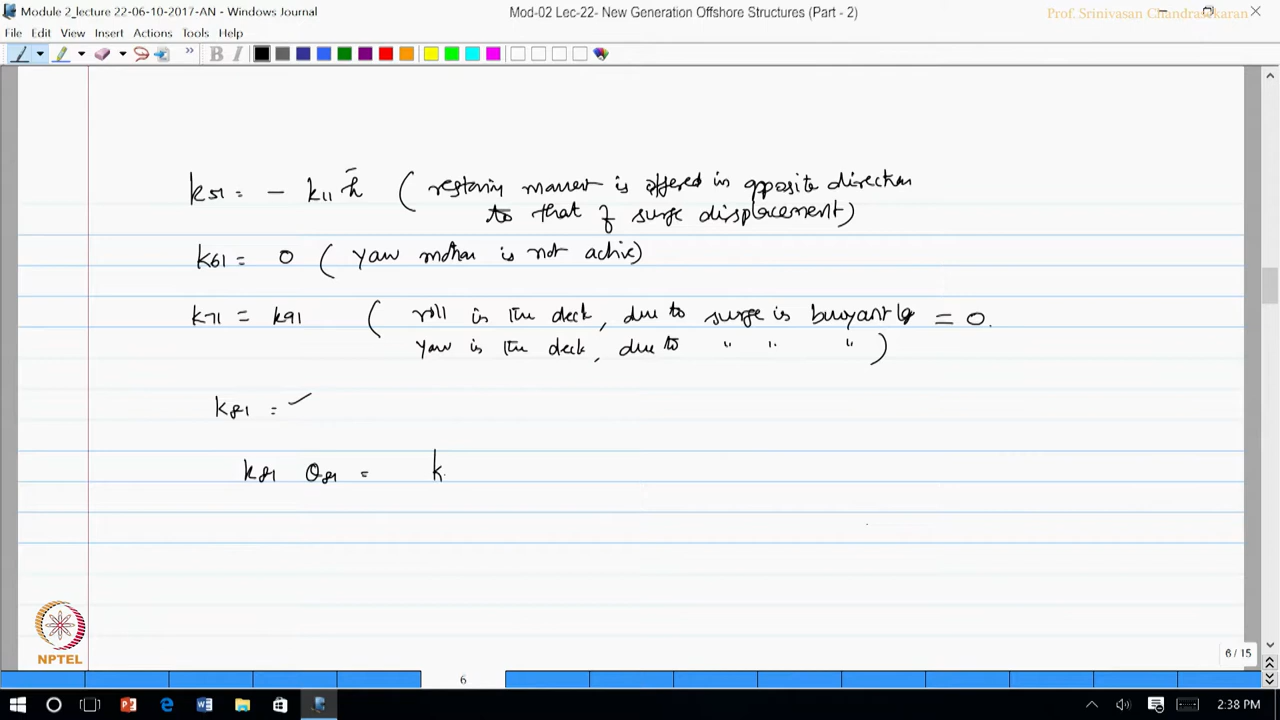 Module 2_lecture 22-06-10-2017-AN - Windows Journal
Mod-02 Lec-22- New Generation Offshore Structures (Part - 2)
Prof. Srinivasan Chandrasekaran
File Edit View Insert Actions Tools Help
B I
k51 = - k11 h̄ ( restoring moment is offered in opposite direction
to that of surge displacement)
k61 = 0 ( yaw motion is not active)
k71 = k91 ( roll is the deck, due to surge is buoyant leg = 0.
yaw is the deck, due to " " " )
k81 = ✓
k81 θ81 = k
NPTEL
6 / 15
6
2:38 PM